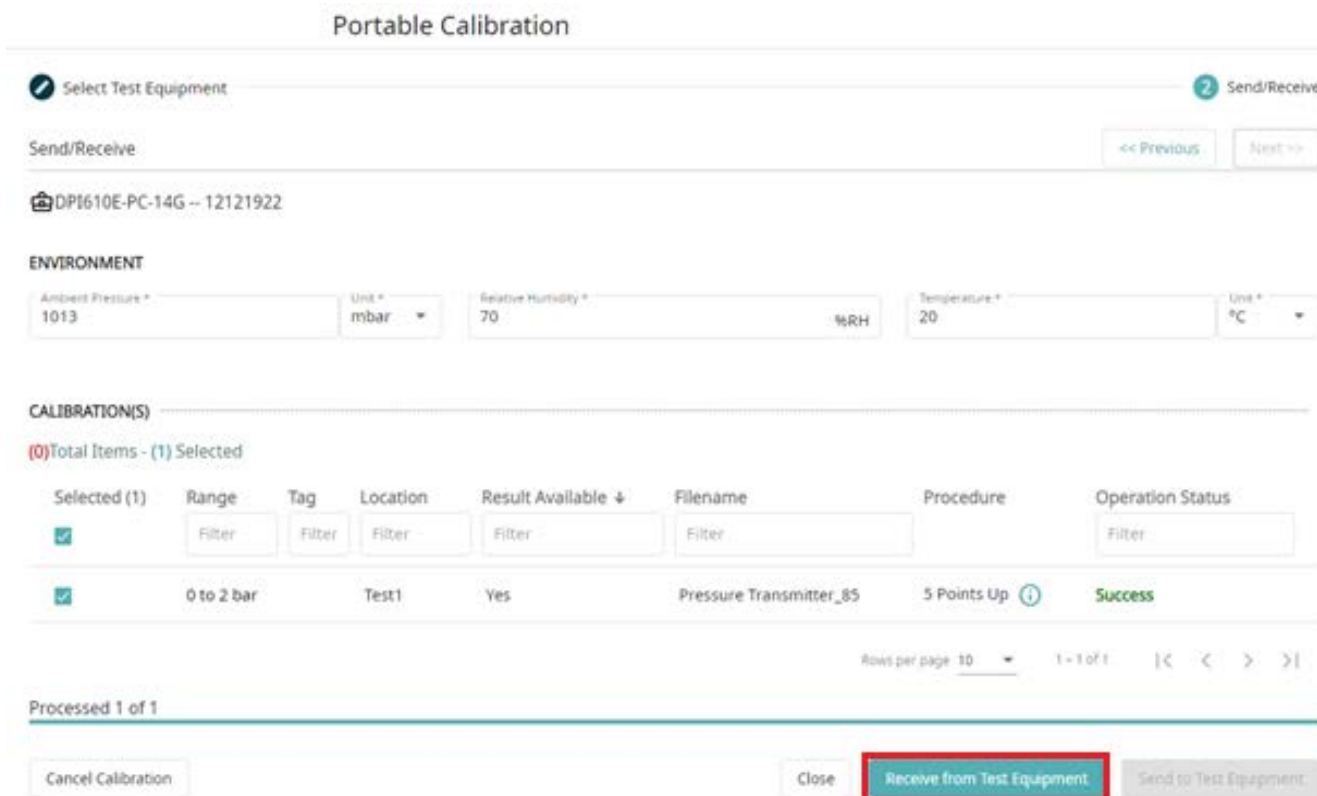 Portable Calibration
Select Test Equipment
2 Send/Receive
Send/Receive
<< Previous
Next >>
DPI610E-PC-14G -- 12121922
ENVIRONMENT
Ambient Pressure * Unit * Relative Humidity * Temperature * Unit *
1013 mbar 70 %RH 20 °C
CALIBRATION(S)
(0)Total Items - (1) Selected
Selected (1) Range Tag Location Result Available ↓ Filename Procedure Operation Status
Filter Filter Filter Filter Filter Filter
0 to 2 bar Test1 Yes Pressure Transmitter_85 5 Points Up Success
Rows per page 10 1 - 1 of 1 |< < > >|
Processed 1 of 1
Cancel Calibration Close Receive from Test Equipment Send to Test Equipment